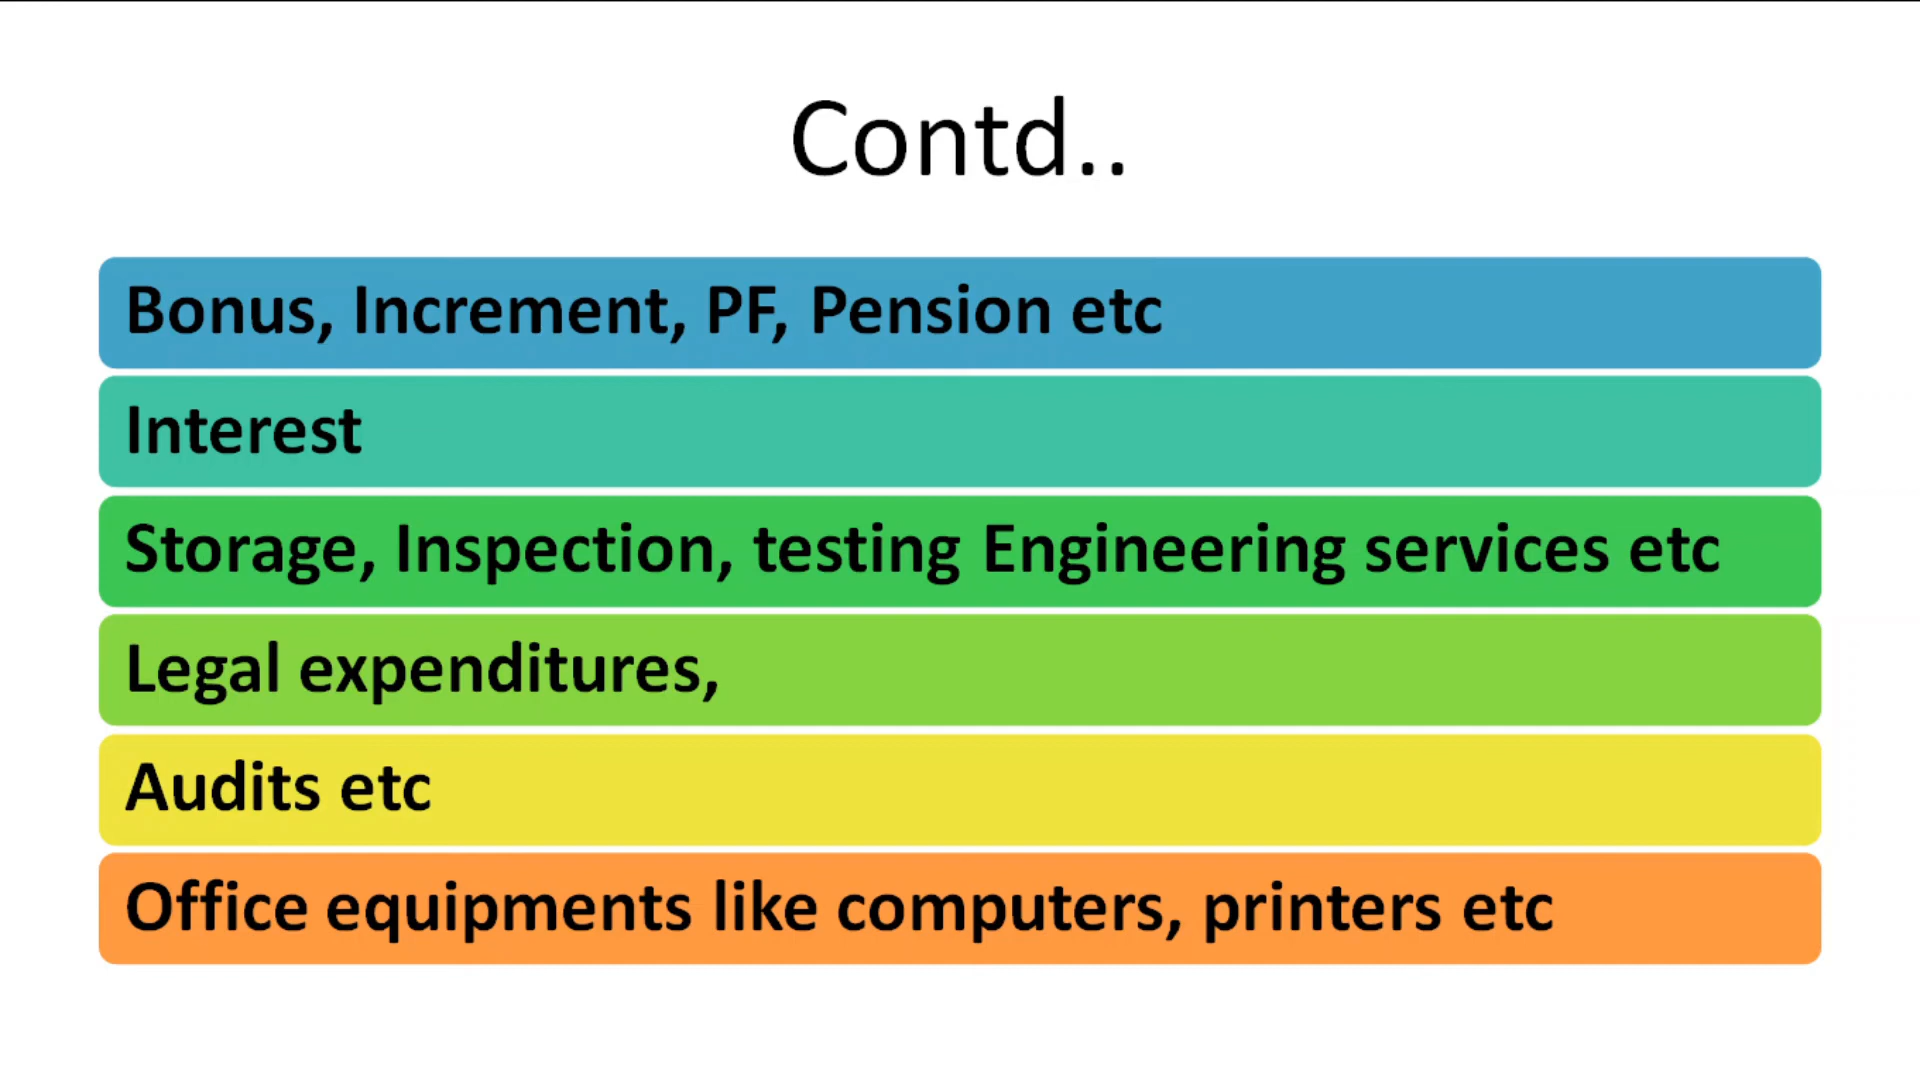 Contd..
Bonus, Increment, PF, Pension etc
Interest
Storage, Inspection, testing Engineering services etc
Legal expenditures,
Audits etc
Office equipments like computers, printers etc